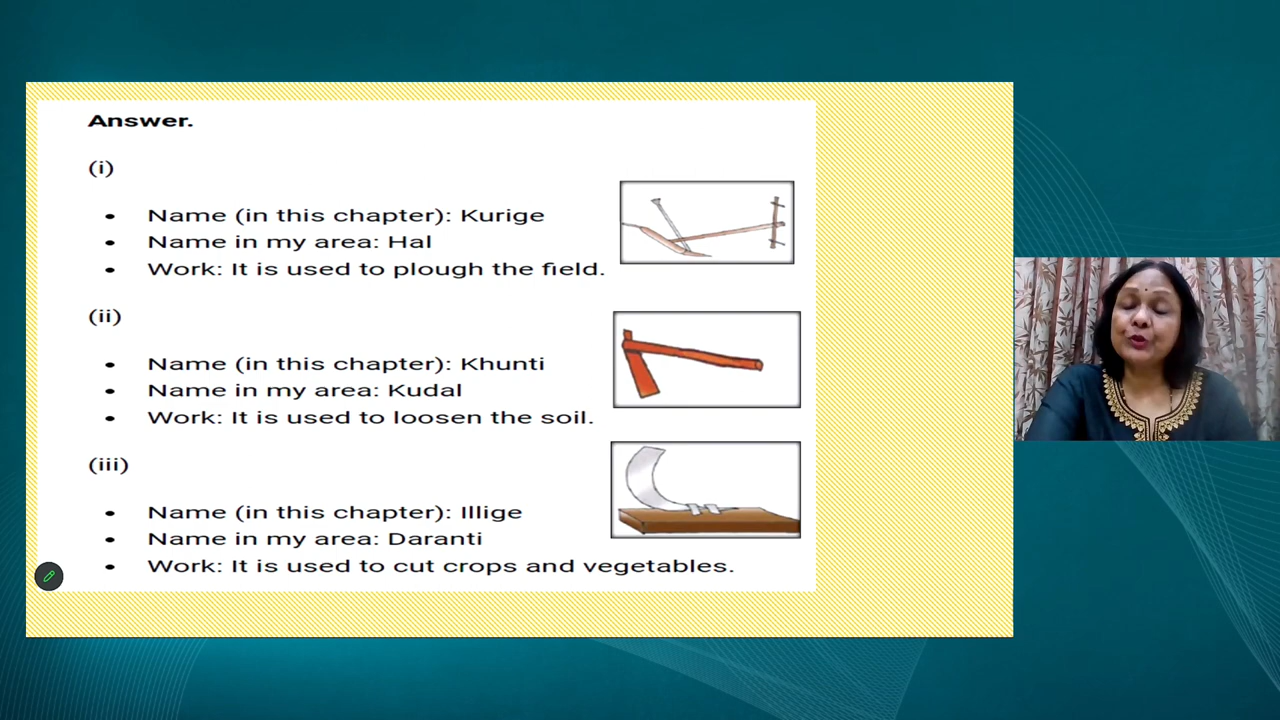 Answer.
(i)
• Name (in this chapter): Kurige
• Name in my area: Hal
• Work: It is used to plough the field.
(ii)
• Name (in this chapter): Khunti
• Name in my area: Kudal
• Work: It is used to loosen the soil.
(iii)
• Name (in this chapter): Illige
• Name in my area: Daranti
• Work: It is used to cut crops and vegetables.